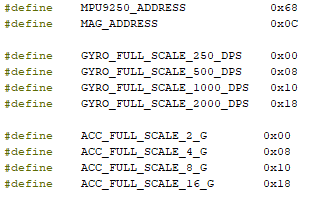 #define MPU9250_ADDRESS 0x68
#define MAG_ADDRESS 0x0C
#define GYRO_FULL_SCALE_250_DPS 0x00
#define GYRO_FULL_SCALE_500_DPS 0x08
#define GYRO_FULL_SCALE_1000_DPS 0x10
#define GYRO_FULL_SCALE_2000_DPS 0x18
#define ACC_FULL_SCALE_2_G 0x00
#define ACC_FULL_SCALE_4_G 0x08
#define ACC_FULL_SCALE_8_G 0x10
#define ACC_FULL_SCALE_16_G 0x18